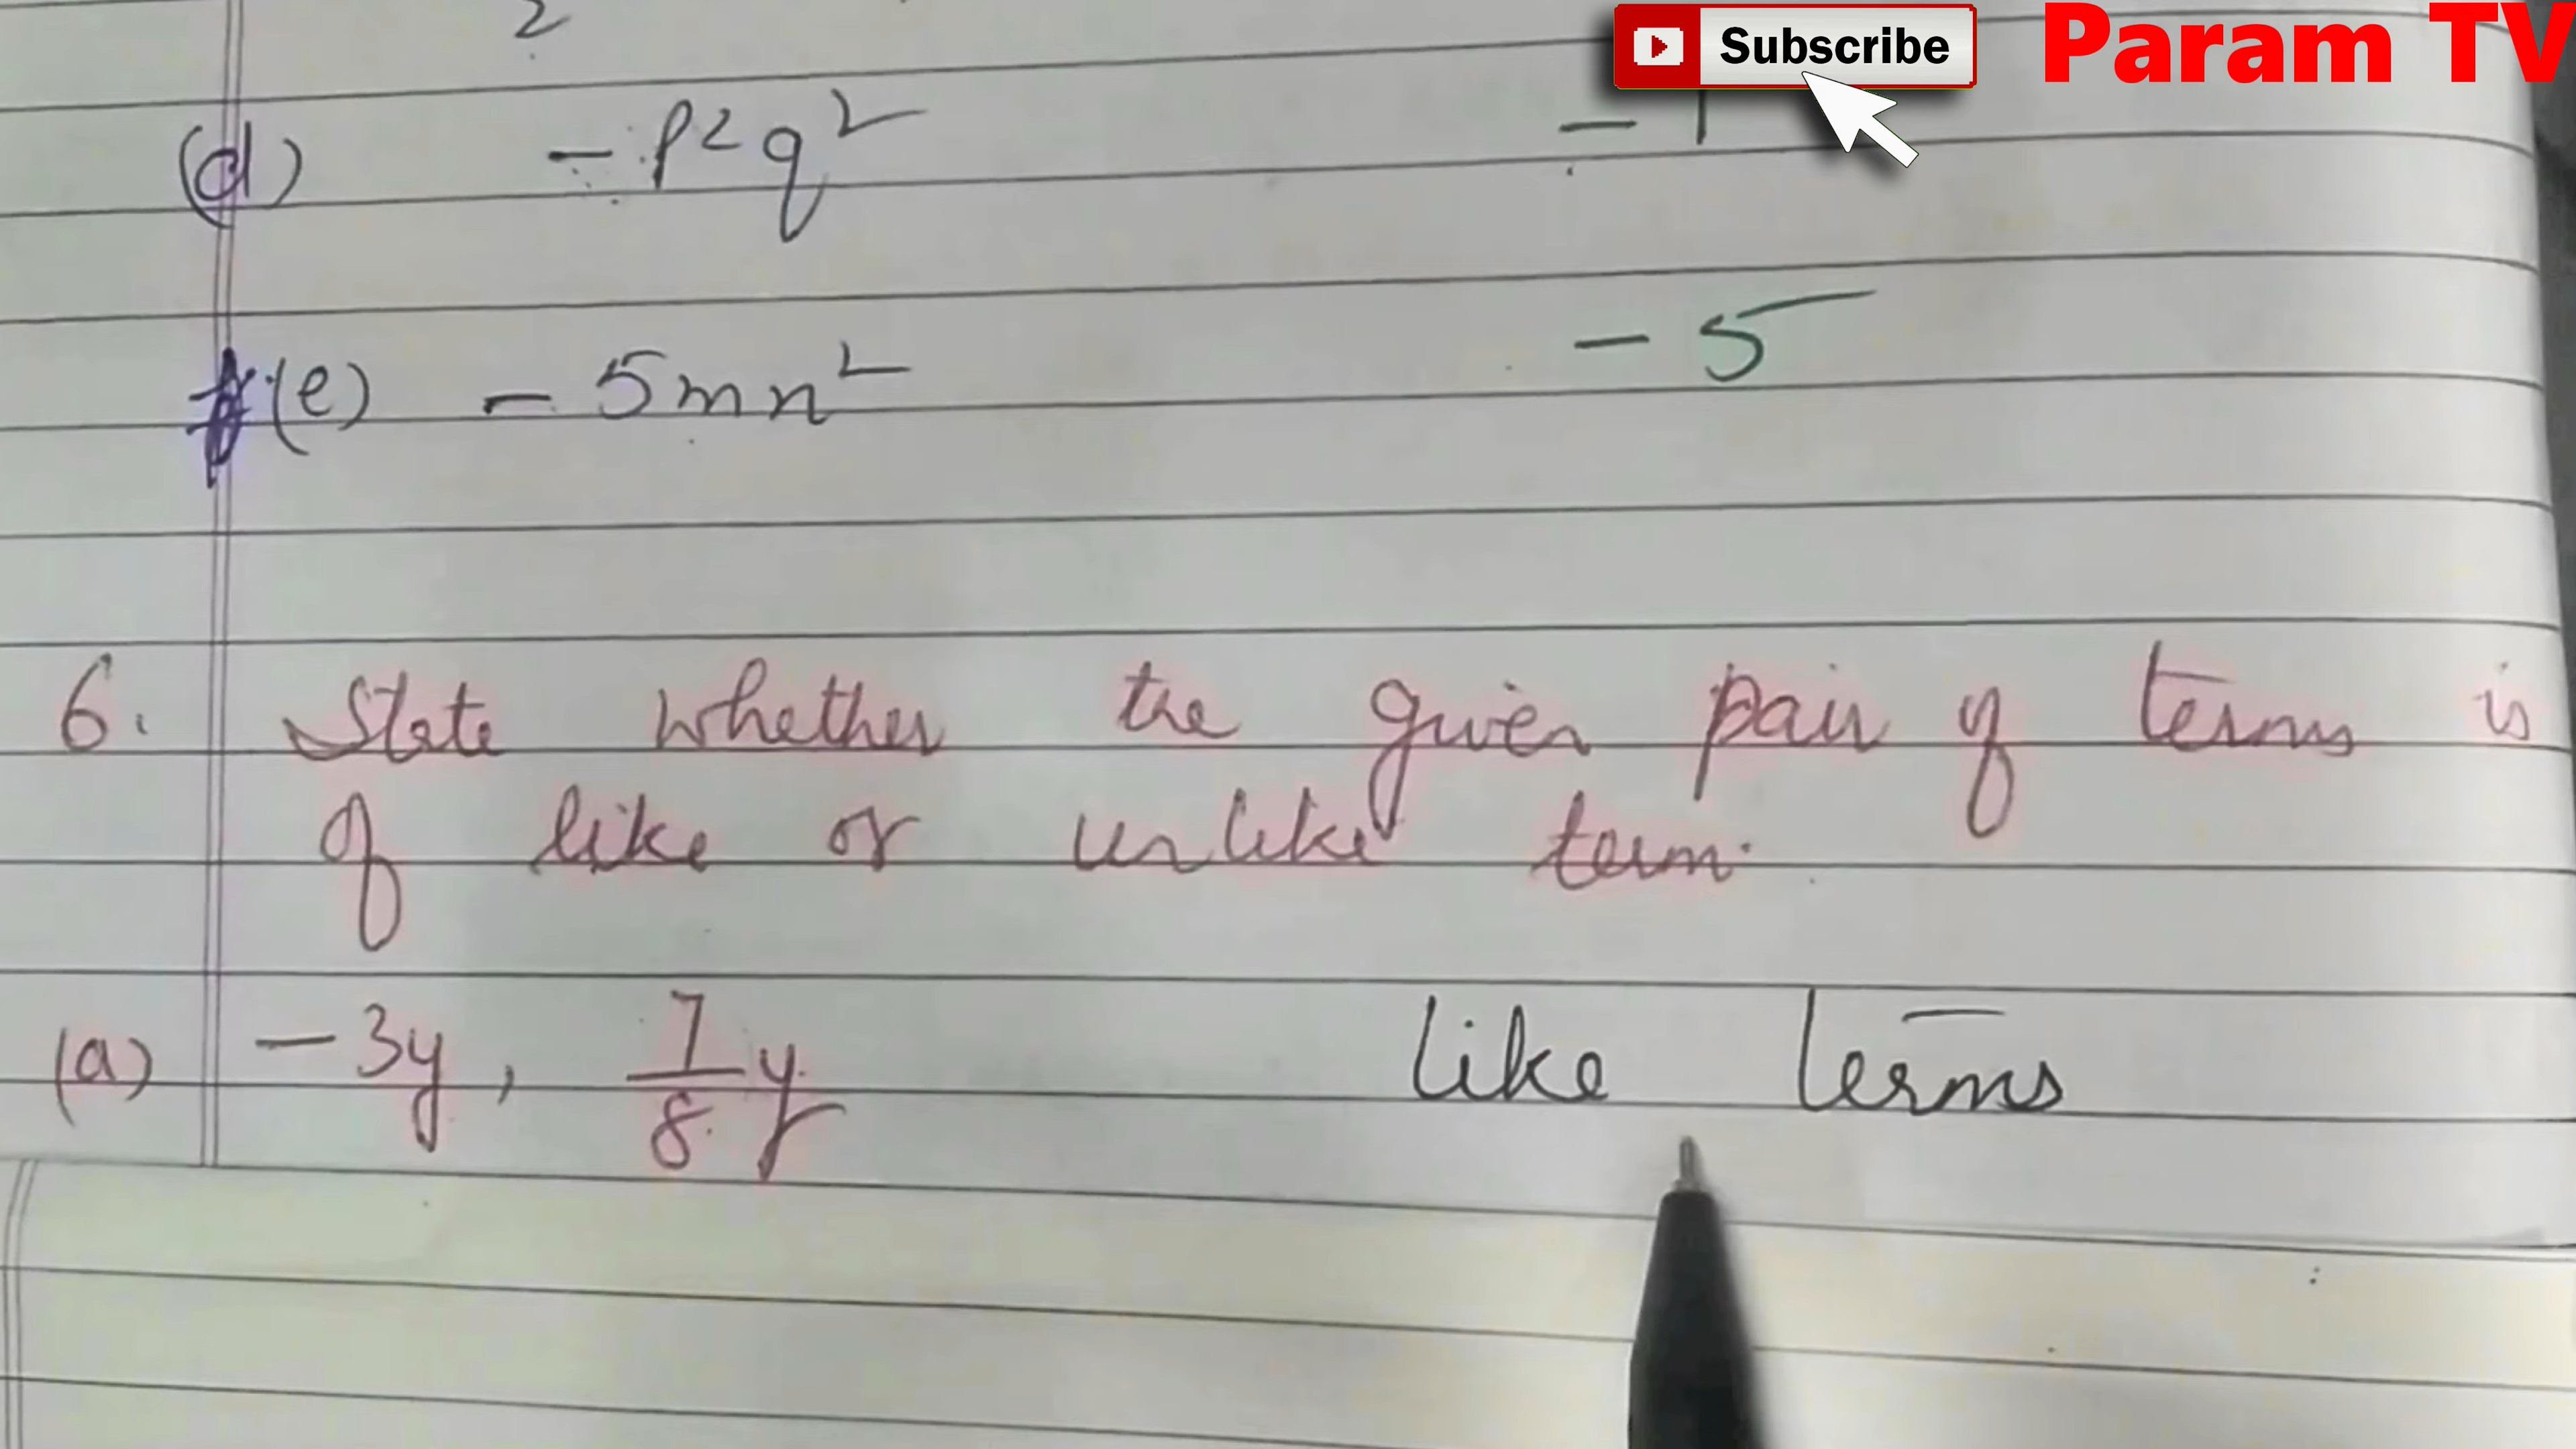 2
Subscribe Param TV
(d) - p²q² - 1
(e) - 5mn² - 5
6. State whether the given pair of terms is
of like or unlike term.
(a) - 3y, 7/8 y like terms